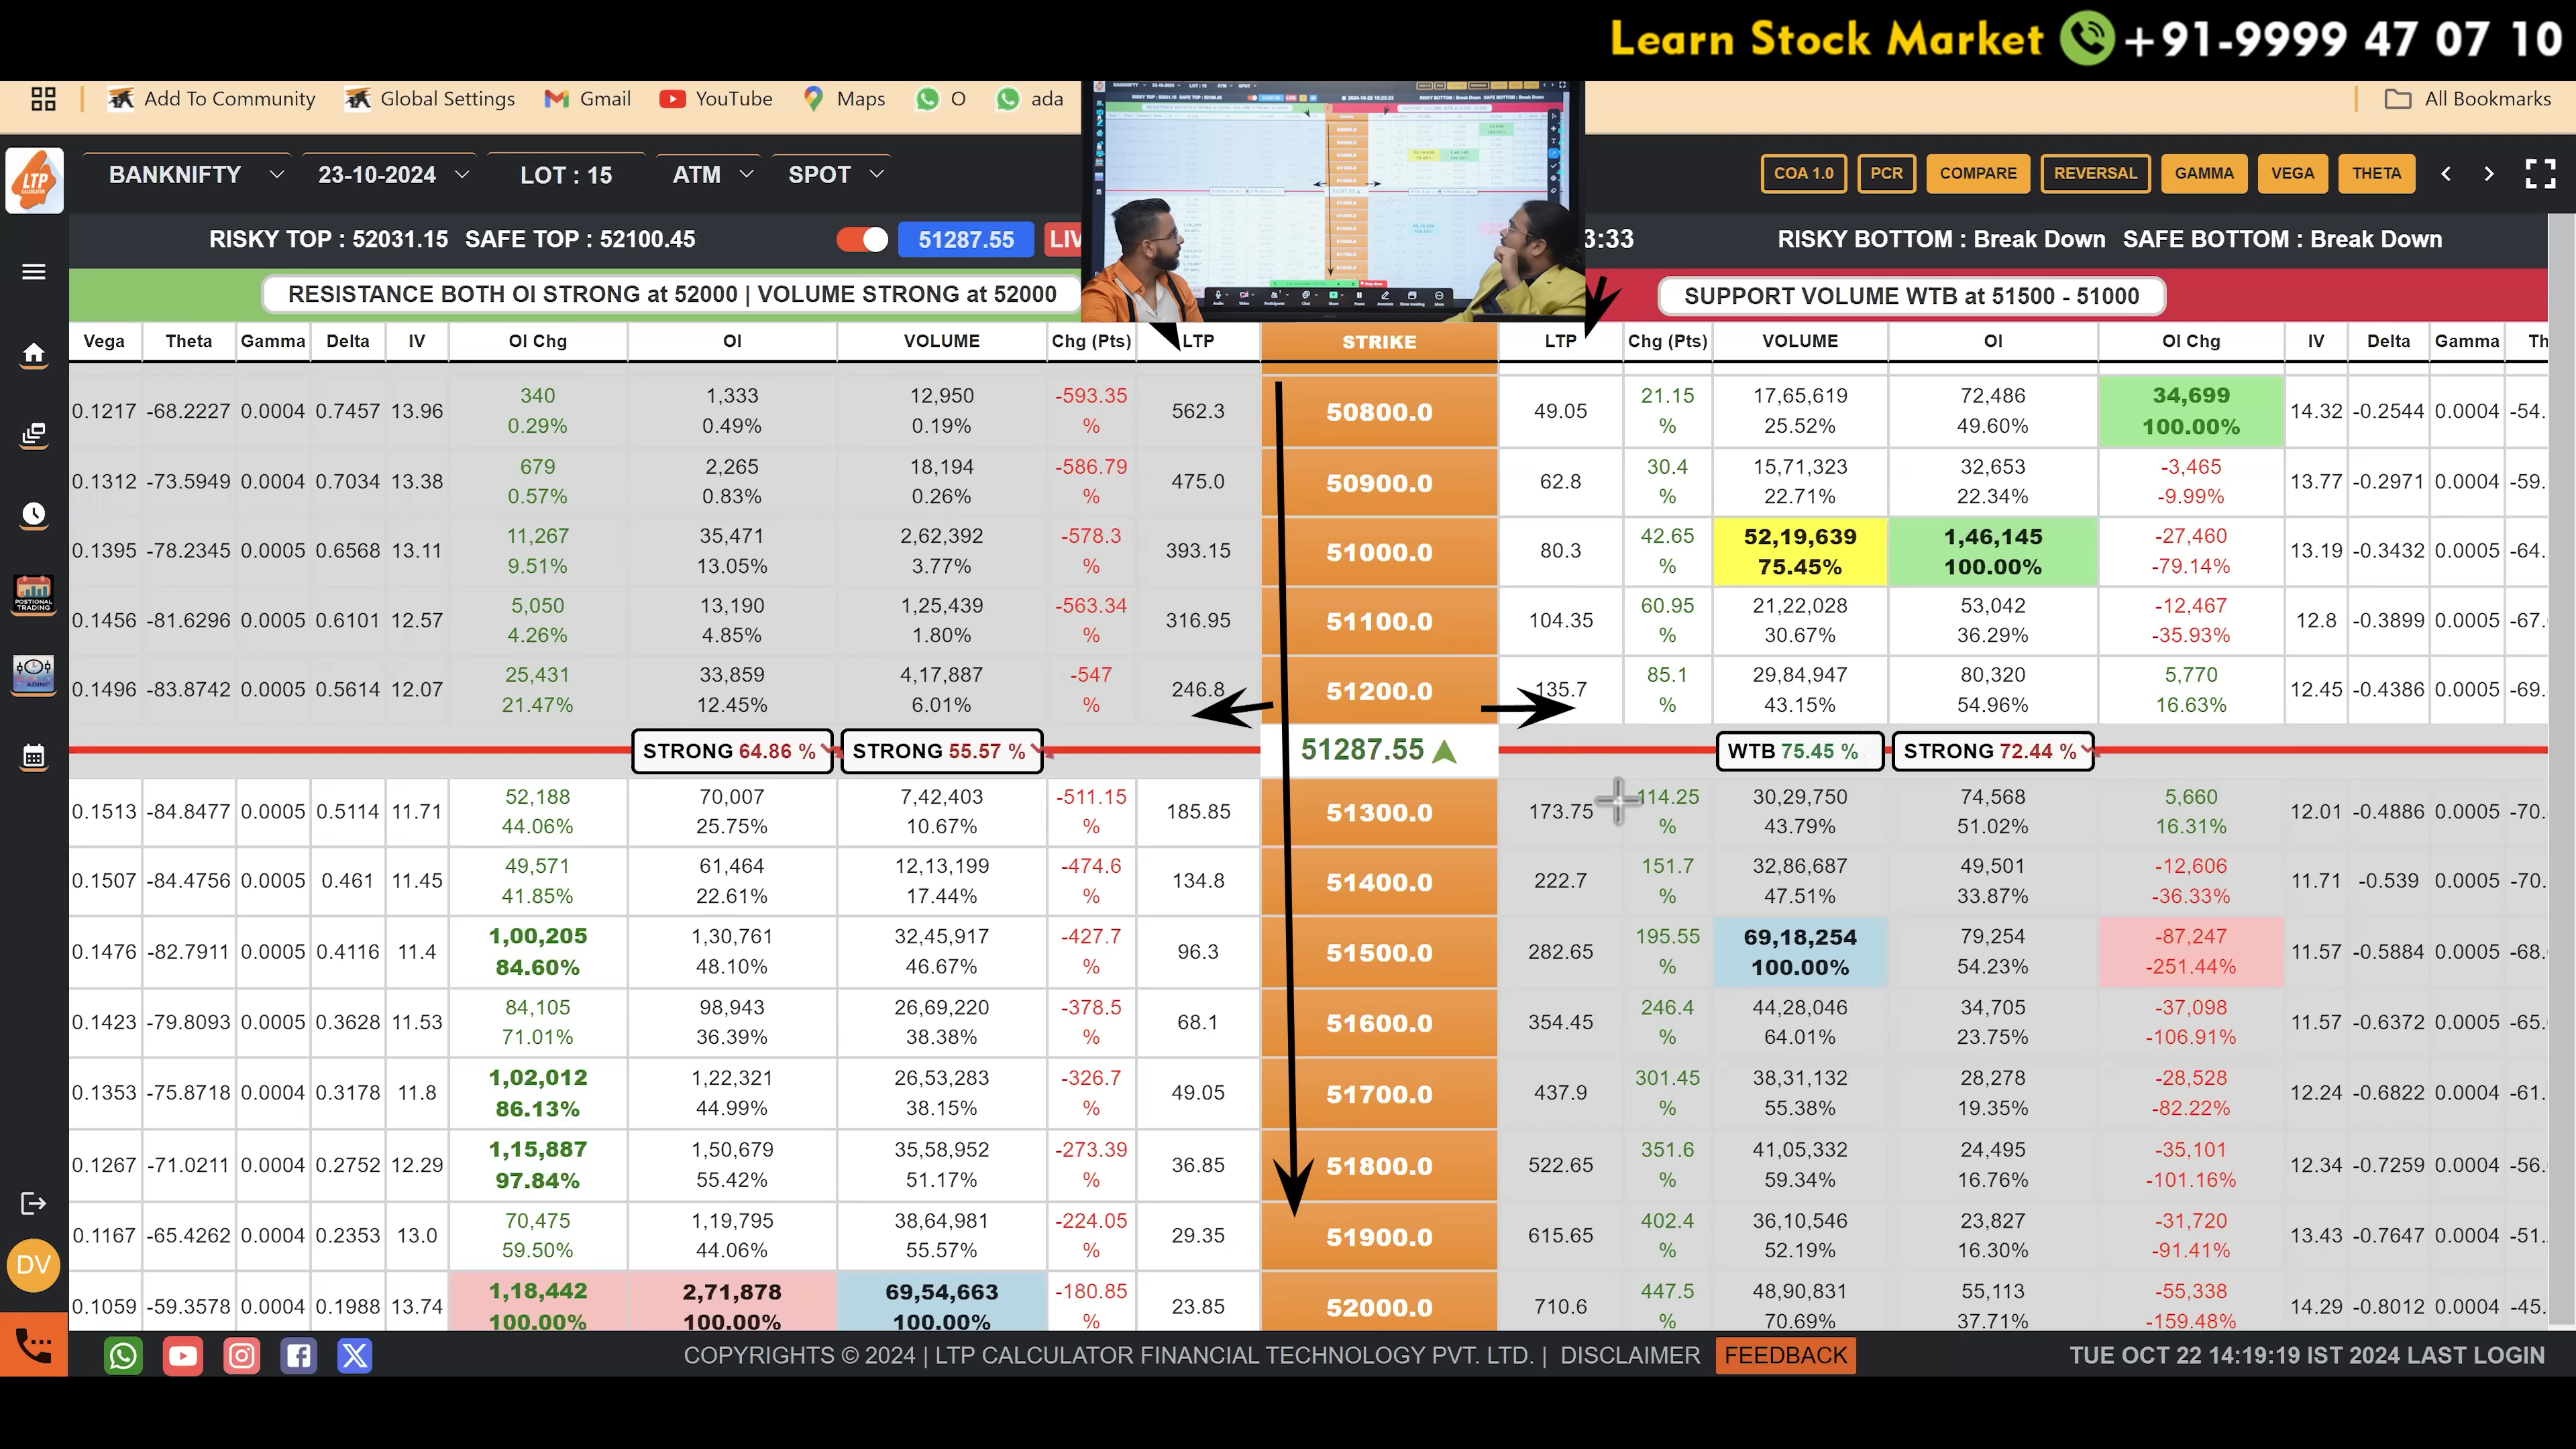 Learn Stock Market +91-9999 47 07 10
Add To Community Global Settings Gmail YouTube Maps O ada All Bookmarks
LTP CALCULATOR BANKNIFTY 23-10-2024 LOT : 15 ATM SPOT COA 1.0 PCR COMPARE REVERSAL GAMMA VEGA THETA
RISKY TOP : 52031.15 SAFE TOP : 52100.45 51287.55 LIV 3:33 RISKY BOTTOM : Break Down SAFE BOTTOM : Break Down
RESISTANCE BOTH OI STRONG at 52000 | VOLUME STRONG at 52000 SUPPORT VOLUME WTB at 51500 - 51000
Vega Theta Gamma Delta IV OI Chg OI VOLUME Chg (Pts) LTP STRIKE LTP Chg (Pts) VOLUME OI OI Chg IV Delta Gamma Th
0.1217 -68.2227 0.0004 0.7457 13.96 340 0.29% 1,333 0.49% 12,950 0.19% -593.35 % 562.3 50800.0 49.05 21.15 % 17,65,619 25.52% 72,486 49.60% 34,699 100.00% 14.32 -0.2544 0.0004 -54.
0.1312 -73.5949 0.0004 0.7034 13.38 679 0.57% 2,265 0.83% 18,194 0.26% -586.79 % 475.0 50900.0 62.8 30.4 % 15,71,323 22.71% 32,653 22.34% -3,465 -9.99% 13.77 -0.2971 0.0004 -59.
0.1395 -78.2345 0.0005 0.6568 13.11 11,267 9.51% 35,471 13.05% 2,62,392 3.77% -578.3 % 393.15 51000.0 80.3 42.65 % 52,19,639 75.45% 1,46,145 100.00% -27,460 -79.14% 13.19 -0.3432 0.0004 -64.
0.1456 -81.6296 0.0005 0.6101 12.57 5,050 4.26% 13,190 4.85% 1,25,439 1.80% -563.34 % 316.95 51100.0 104.35 60.95 % 21,22,028 30.67% 53,042 36.29% -12,467 -35.93% 12.8 -0.3899 0.0005 -67.
0.1496 -83.8742 0.0005 0.5614 12.07 25,431 21.47% 33,859 12.45% 4,17,887 6.01% -547 % 246.8 51200.0 135.7 85.1 % 29,84,947 43.15% 80,320 54.96% 5,770 16.63% 12.45 -0.4386 0.0005 -69.
STRONG 64.86 % STRONG 55.57 % 51287.55 WTB 75.45 % STRONG 72.44 %
0.1513 -84.8477 0.0005 0.5114 11.71 52,188 44.06% 70,007 25.75% 7,42,403 10.67% -511.15 % 185.85 51300.0 173.75 114.25 % 30,29,750 43.79% 74,568 51.02% 5,660 16.31% 12.01 -0.4886 0.0005 -70.
0.1507 -84.4756 0.0005 0.461 11.45 49,571 41.85% 61,464 22.61% 12,13,199 17.44% -474.6 % 134.8 51400.0 222.7 151.7 % 32,86,687 47.51% 49,501 33.87% -12,606 -36.33% 11.71 -0.539 0.0005 -70.
0.1476 -82.7911 0.0005 0.4116 11.4 1,00,205 84.60% 1,30,761 48.10% 32,45,917 46.67% -427.7 % 96.3 51500.0 282.65 195.55 % 69,18,254 100.00% 79,254 54.23% -87,247 -251.44% 11.57 -0.5884 0.0005 -68.
0.1423 -79.8093 0.0005 0.3628 11.53 84,105 71.01% 98,943 36.39% 26,69,220 38.38% -378.5 % 68.1 51600.0 354.45 246.4 % 44,28,046 64.01% 34,705 23.75% -37,098 -106.91% 11.57 -0.6372 0.0005 -65.
0.1353 -75.8718 0.0004 0.3178 11.8 1,02,012 86.13% 1,22,321 44.99% 26,53,283 38.15% -326.7 % 49.05 51700.0 437.9 301.45 % 38,31,132 55.38% 28,278 19.35% -28,528 -82.22% 12.24 -0.6822 0.0004 -61.
0.1267 -71.0211 0.0004 0.2752 12.29 1,15,887 97.84% 1,50,679 55.42% 35,58,952 51.17% -273.39 % 36.85 51800.0 522.65 351.6 % 41,05,332 59.34% 24,495 16.76% -35,101 -101.16% 12.34 -0.7259 0.0004 -56.
0.1167 -65.4262 0.0004 0.2353 13.0 70,475 59.50% 1,19,795 44.06% 38,64,981 55.57% -224.05 % 29.35 51900.0 615.65 402.4 % 36,10,546 52.19% 23,827 16.30% -31,720 -91.41% 13.43 -0.7647 0.0004 -51.
0.1059 -59.3578 0.0004 0.1988 13.74 1,18,442 100.00% 2,71,878 100.00% 69,54,663 100.00% -180.85 % 23.85 52000.0 710.6 447.5 % 48,90,831 70.69% 55,113 37.71% -55,338 -159.48% 14.29 -0.8012 0.0004 -45.
POSTIONAL TRADING
DV
COPYRIGHTS © 2024 | LTP CALCULATOR FINANCIAL TECHNOLOGY PVT. LTD. | DISCLAIMER FEEDBACK TUE OCT 22 14:19:19 IST 2024 LAST LOGIN